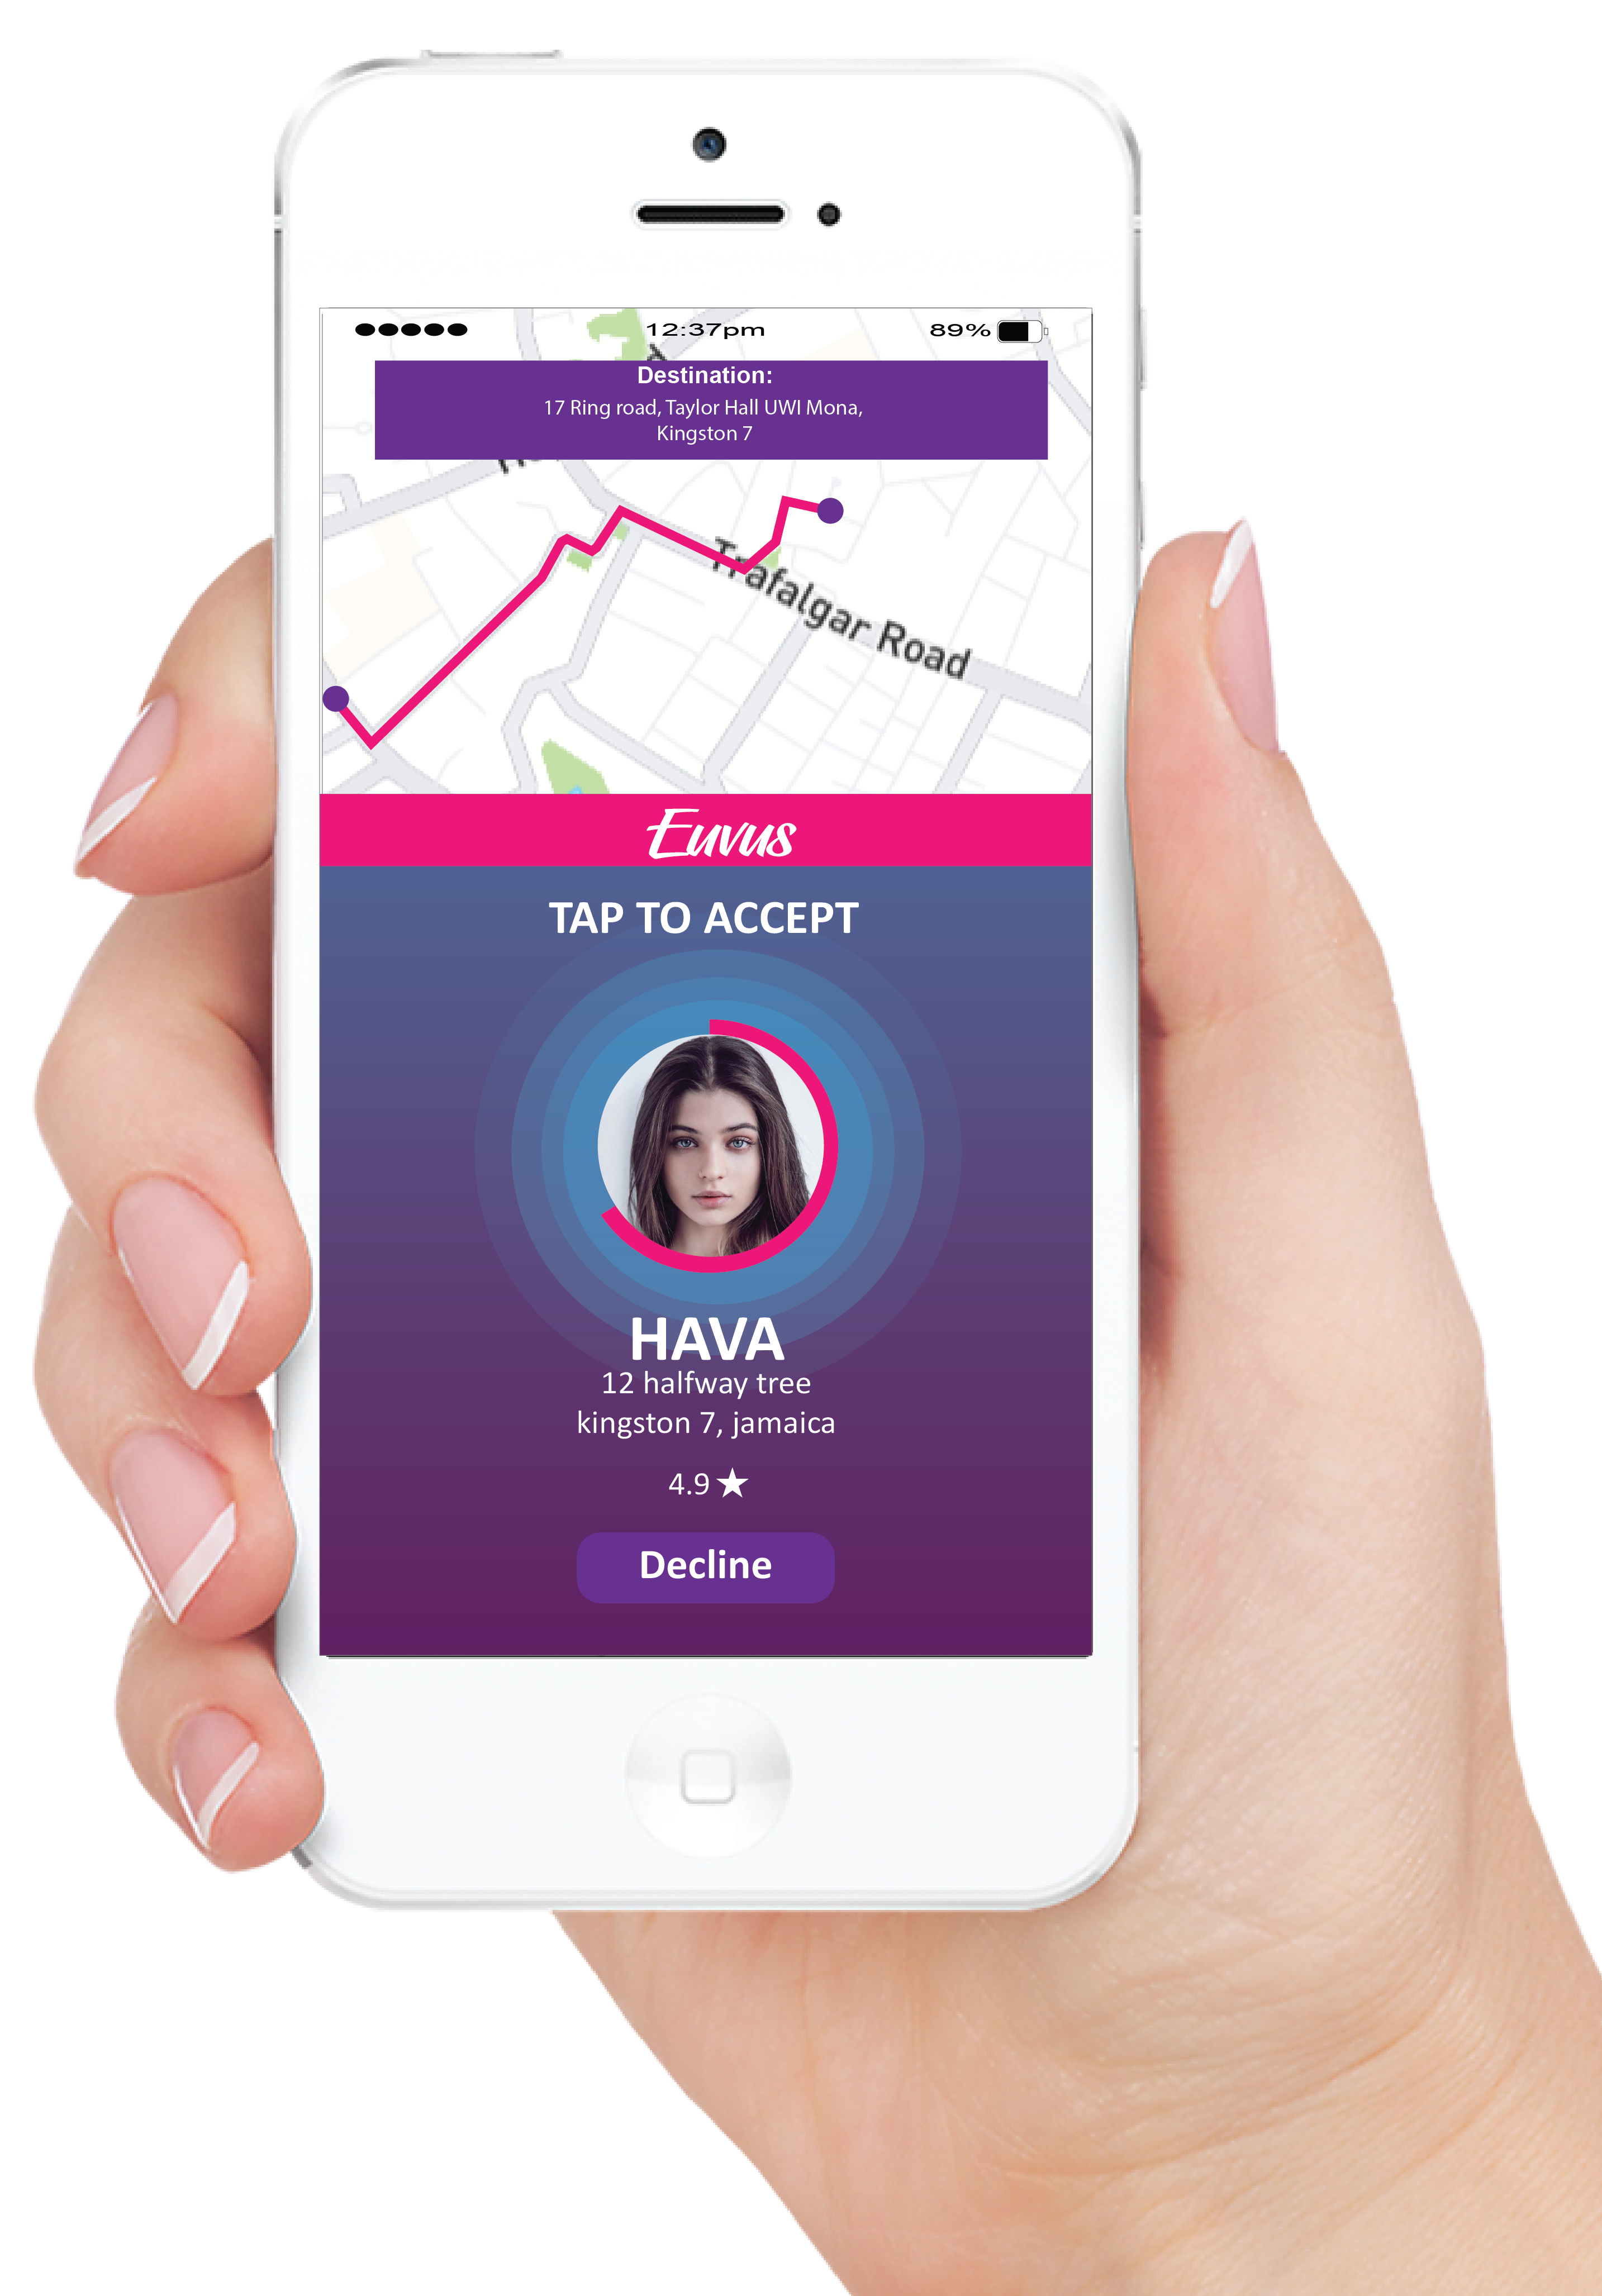 12:37pm 89%
Destination:
17 Ring road, Taylor Hall UWI Mona,
Kingston 7
Trafalgar Road
Euvus
TAP TO ACCEPT
HAVA
12 halfway tree
kingston 7, jamaica
4.9 ★
Decline